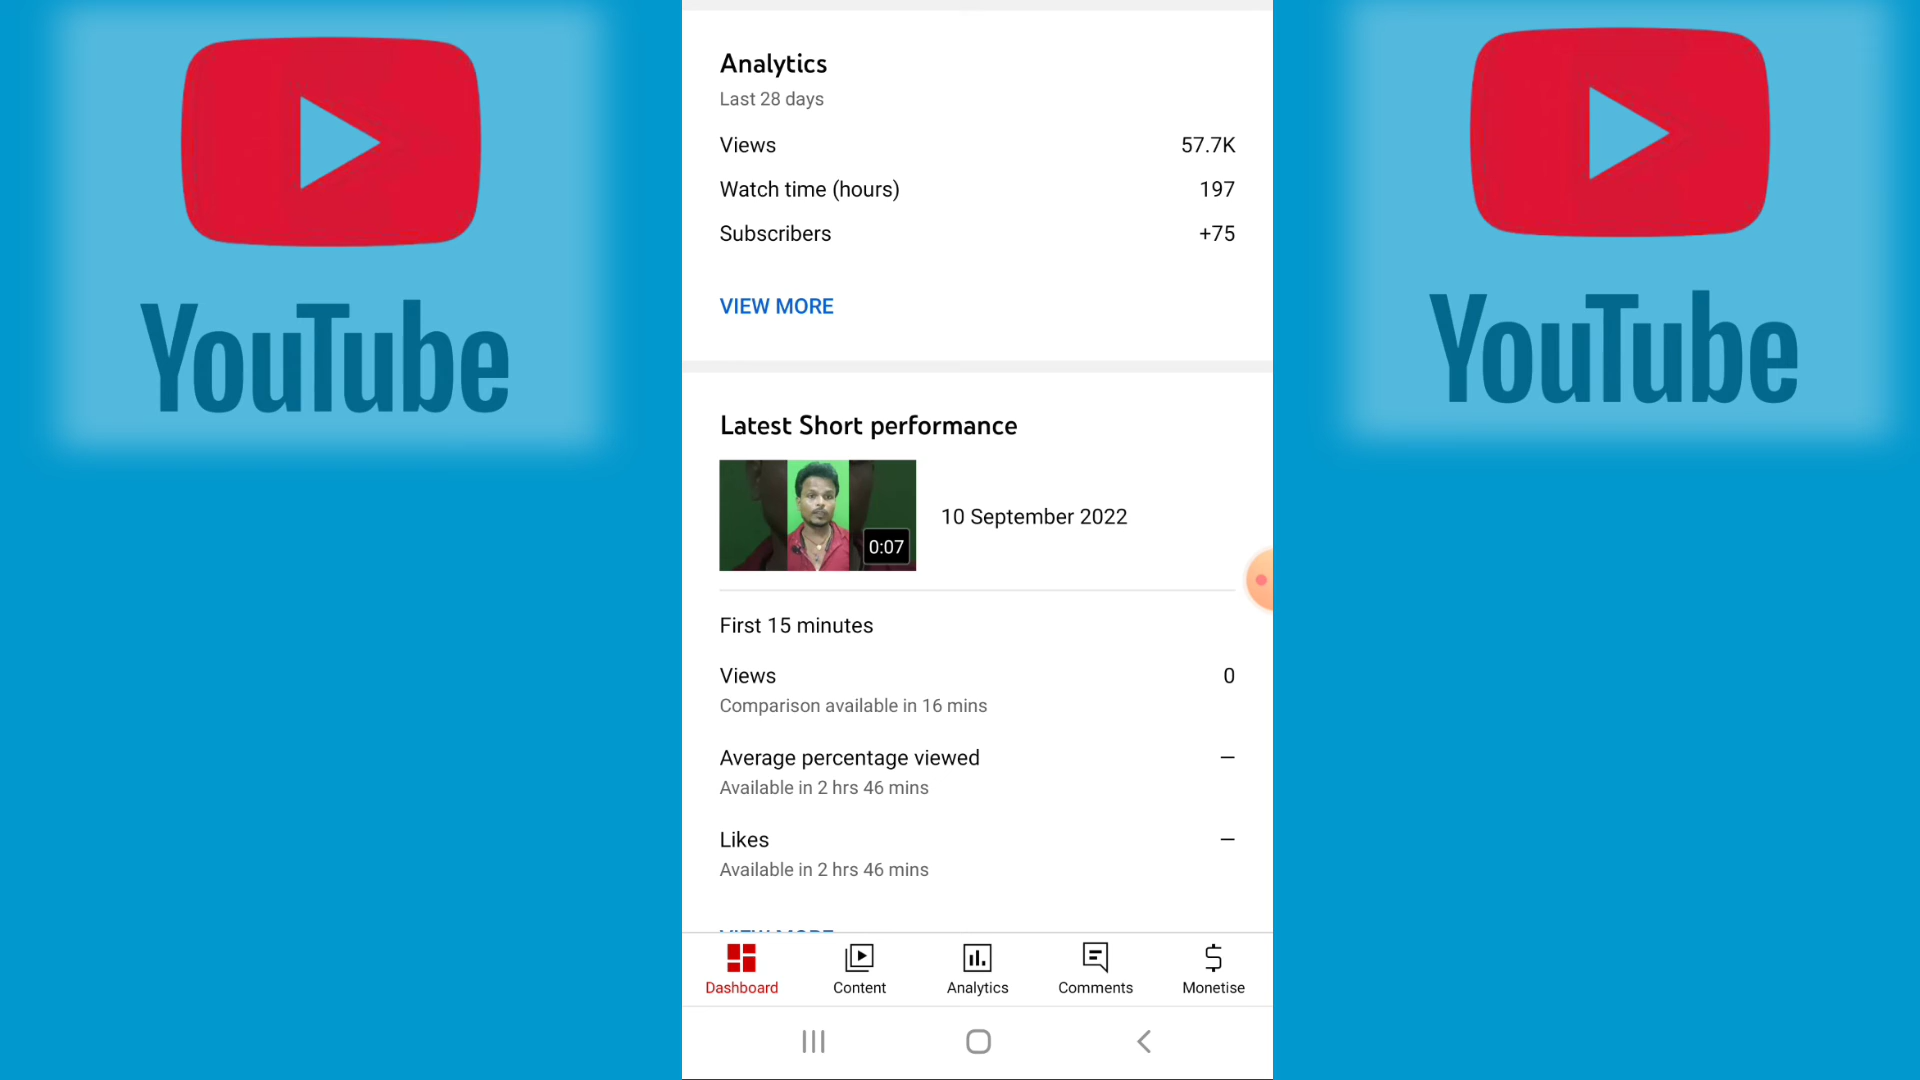 YouTube
YouTube
Analytics
Last 28 days
Views 57.7K
Watch time (hours) 197
Subscribers +75
VIEW MORE
Latest Short performance
0:07
10 September 2022
First 15 minutes
Views 0
Comparison available in 16 mins
Average percentage viewed –
Available in 2 hrs 46 mins
Likes –
Available in 2 hrs 46 mins
VIEW MORE
Dashboard Content Analytics Comments Monetise